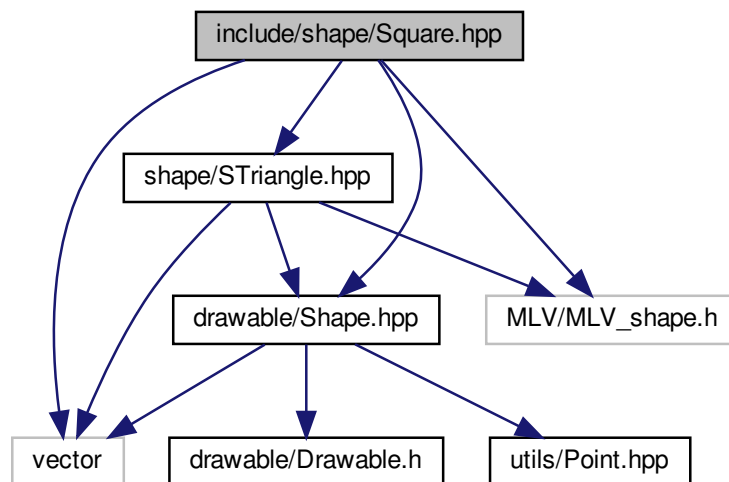 include/shape/Square.hpp
shape/STriangle.hpp
drawable/Shape.hpp
MLV/MLV_shape.h
vector
drawable/Drawable.h
utils/Point.hpp